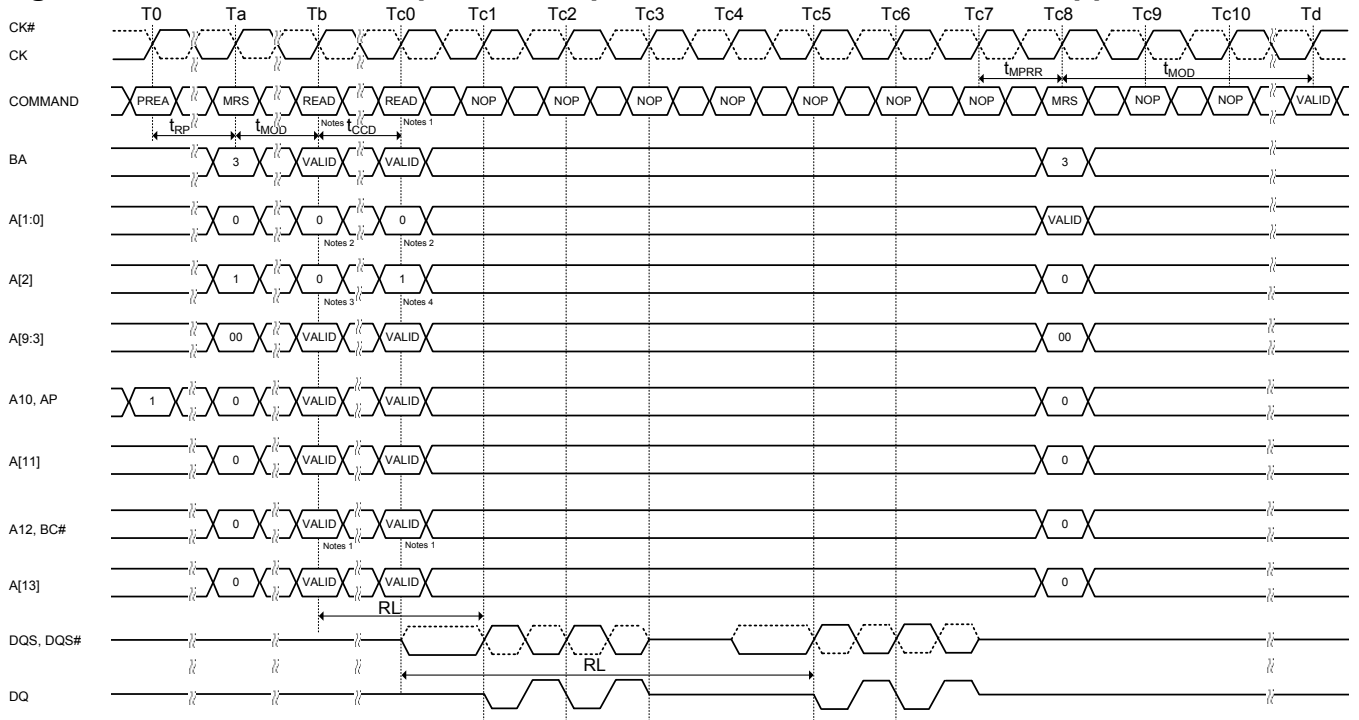 T0 Ta Tb Tc0 Tc1 Tc2 Tc3 Tc4 Tc5 Tc6 Tc7 Tc8 Tc9 Tc10 Td
CK#
CK
tMPRR tMOD
COMMAND PREA MRS READ READ NOP NOP NOP NOP NOP NOP NOP MRS NOP NOP VALID
Notes 1 Notes 1
tRP tMOD tCCD
BA 3 VALID VALID 3
A[1:0] 0 0 0 VALID
Notes 2 Notes 2
A[2] 1 0 1 0
Notes 3 Notes 4
A[9:3] 00 VALID VALID 00
A10, AP 1 0 VALID VALID 0
A[11] 0 VALID VALID 0
A12, BC# 0 VALID VALID 0
Notes 1 Notes 1
A[13] 0 VALID VALID 0
RL
DQS, DQS#
RL
DQ